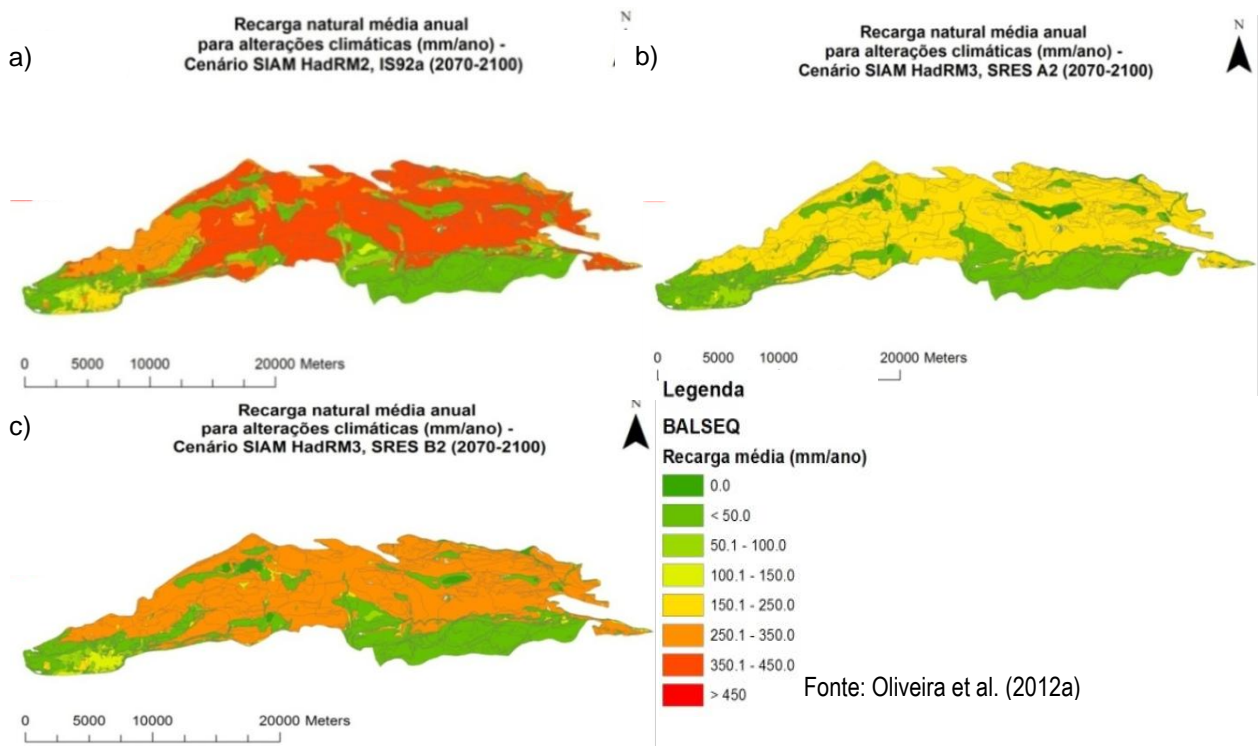 a)
Recarga natural média anual
para alterações climáticas (mm/ano) -
Cenário SIAM HadRM2, IS92a (2070-2100)
N
0 5000 10000 20000 Meters
b)
Recarga natural média anual
para alterações climáticas (mm/ano) -
Cenário SIAM HadRM3, SRES A2 (2070-2100)
N
0 5000 10000 20000 Meters
c)
Recarga natural média anual
para alterações climáticas (mm/ano) -
Cenário SIAM HadRM3, SRES B2 (2070-2100)
N
0 5000 10000 20000 Meters
Legenda
BALSEQ
Recarga média (mm/ano)
0.0
< 50.0
50.1 - 100.0
100.1 - 150.0
150.1 - 250.0
250.1 - 350.0
350.1 - 450.0
> 450
Fonte: Oliveira et al. (2012a)